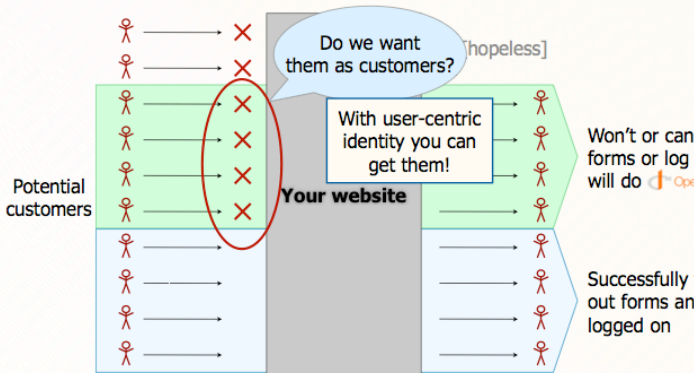 Do we want
them as customers?
[hopeless]
With user-centric
identity you can
get them!
Potential
customers
Your website
Won't or can
forms or log
will do Ope
Successfully
out forms an
logged on